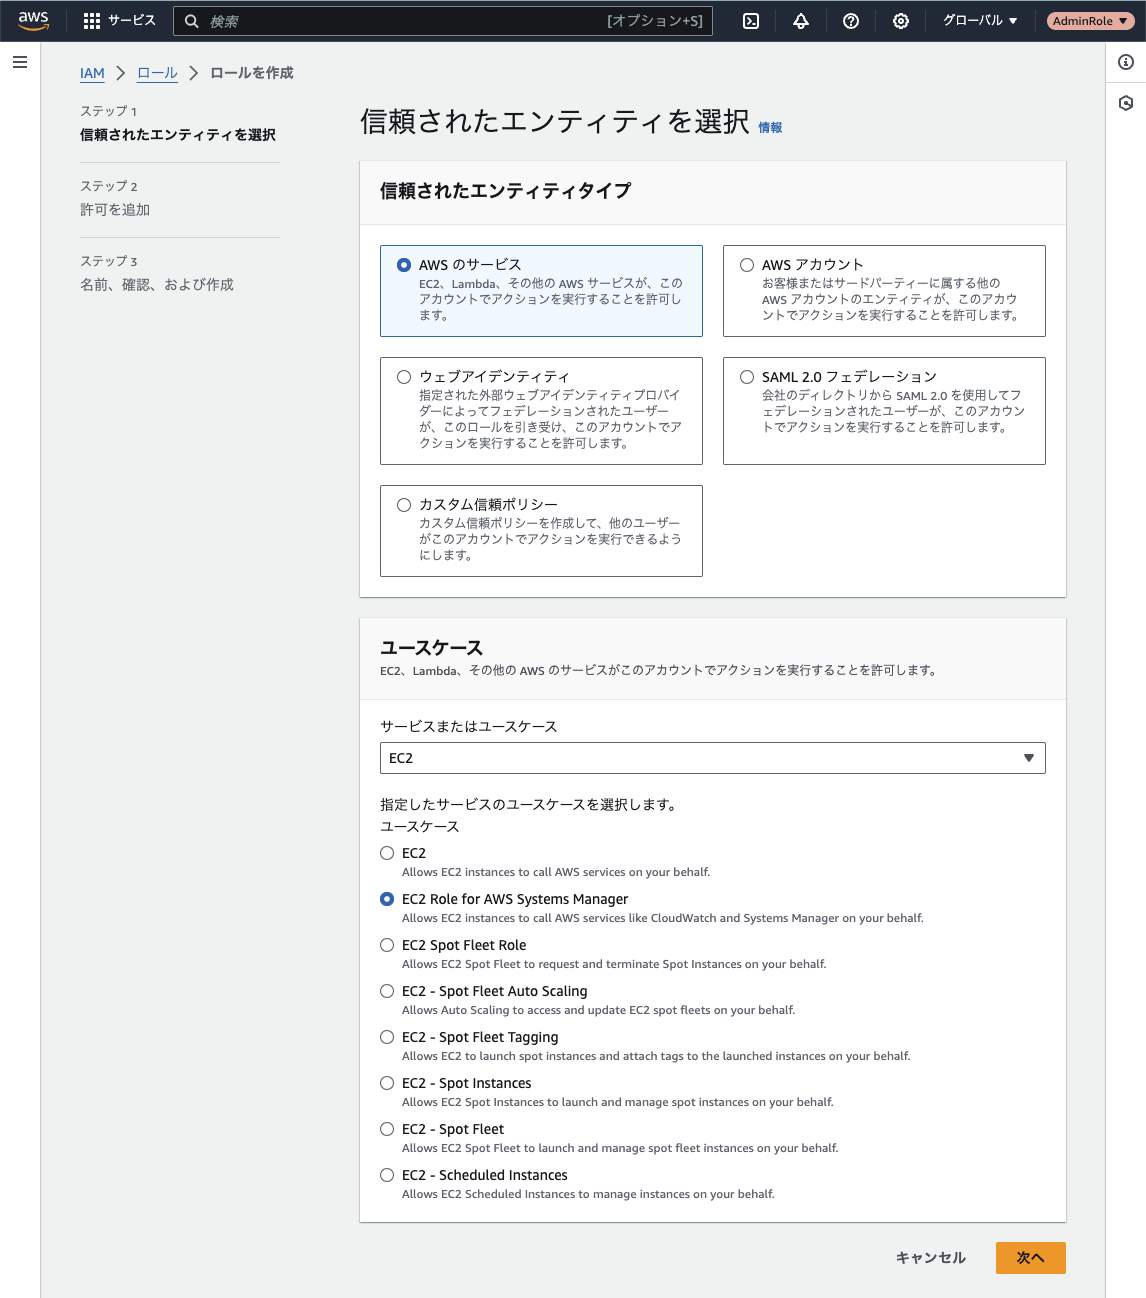 aws
サービス
検索
[オプション+S]
グローバル ▼
AdminRole ▼
IAM > ロール > ロールを作成
ステップ 1
信頼されたエンティティを選択
ステップ 2
許可を追加
ステップ 3
名前、確認、および作成
信頼されたエンティティを選択 情報
信頼されたエンティティタイプ
AWS のサービス
EC2、Lambda、その他の AWS サービスが、この
アカウントでアクションを実行することを許可し
ます。
AWS アカウント
お客様またはサードパーティーに属する他の
AWS アカウントのエンティティが、このアカウ
ントでアクションを実行することを許可します。
ウェブアイデンティティ
指定された外部ウェブアイデンティティプロバイ
ダーによってフェデレーションされたユーザー
が、このロールを引き受け、このアカウントでア
クションを実行することを許可します。
SAML 2.0 フェデレーション
会社のディレクトリから SAML 2.0 を使用してフ
ェデレーションされたユーザーが、このアカウン
トでアクションを実行することを許可します。
カスタム信頼ポリシー
カスタム信頼ポリシーを作成して、他のユーザー
がこのアカウントでアクションを実行できるよう
にします。
ユースケース
EC2、Lambda、その他の AWS のサービスがこのアカウントでアクションを実行することを許可します。
サービスまたはユースケース
EC2
指定したサービスのユースケースを選択します。
ユースケース
EC2
Allows EC2 instances to call AWS services on your behalf.
EC2 Role for AWS Systems Manager
Allows EC2 instances to call AWS services like CloudWatch and Systems Manager on your behalf.
EC2 Spot Fleet Role
Allows EC2 Spot Fleet to request and terminate Spot Instances on your behalf.
EC2 - Spot Fleet Auto Scaling
Allows Auto Scaling to access and update EC2 spot fleets on your behalf.
EC2 - Spot Fleet Tagging
Allows EC2 to launch spot instances and attach tags to the launched instances on your behalf.
EC2 - Spot Instances
Allows EC2 Spot Instances to launch and manage spot instances on your behalf.
EC2 - Spot Fleet
Allows EC2 Spot Fleet to launch and manage spot fleet instances on your behalf.
EC2 - Scheduled Instances
Allows EC2 Scheduled Instances to manage instances on your behalf.
キャンセル
次へ